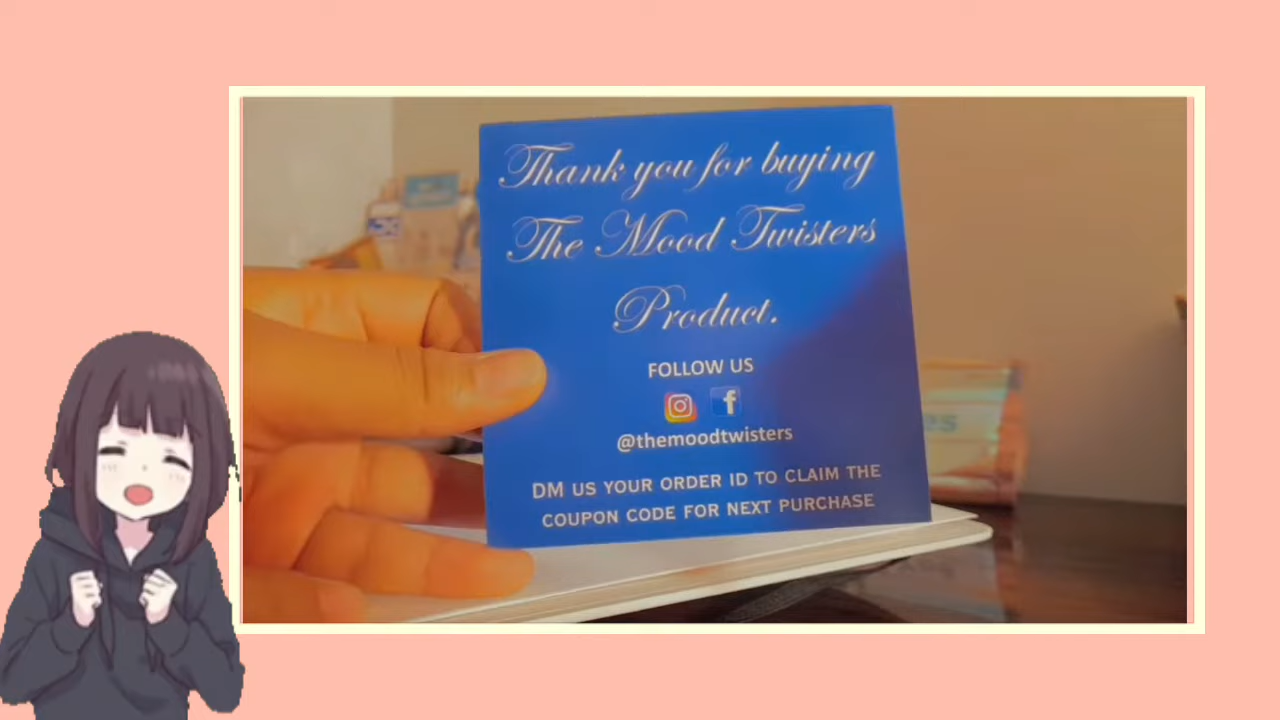 Thank you for buying
The Mood Twisters
Product.
FOLLOW US
@themoodtwisters
DM US YOUR ORDER ID TO CLAIM THE
COUPON CODE FOR NEXT PURCHASE